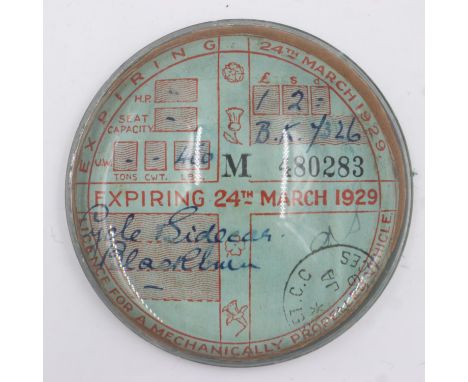 EXPIRING 24TH MARCH 1929
£ S D
H.P. -
1 2 -
SEAT
CAPACITY -
B.K 7326
U.W. - - 
TONS CWT. LBS.
M 480283
EXPIRING 24TH MARCH 1929
Cycle Sidecar.
LICENCE FOR A MECHANICALLY PROPELLED VEHICLE